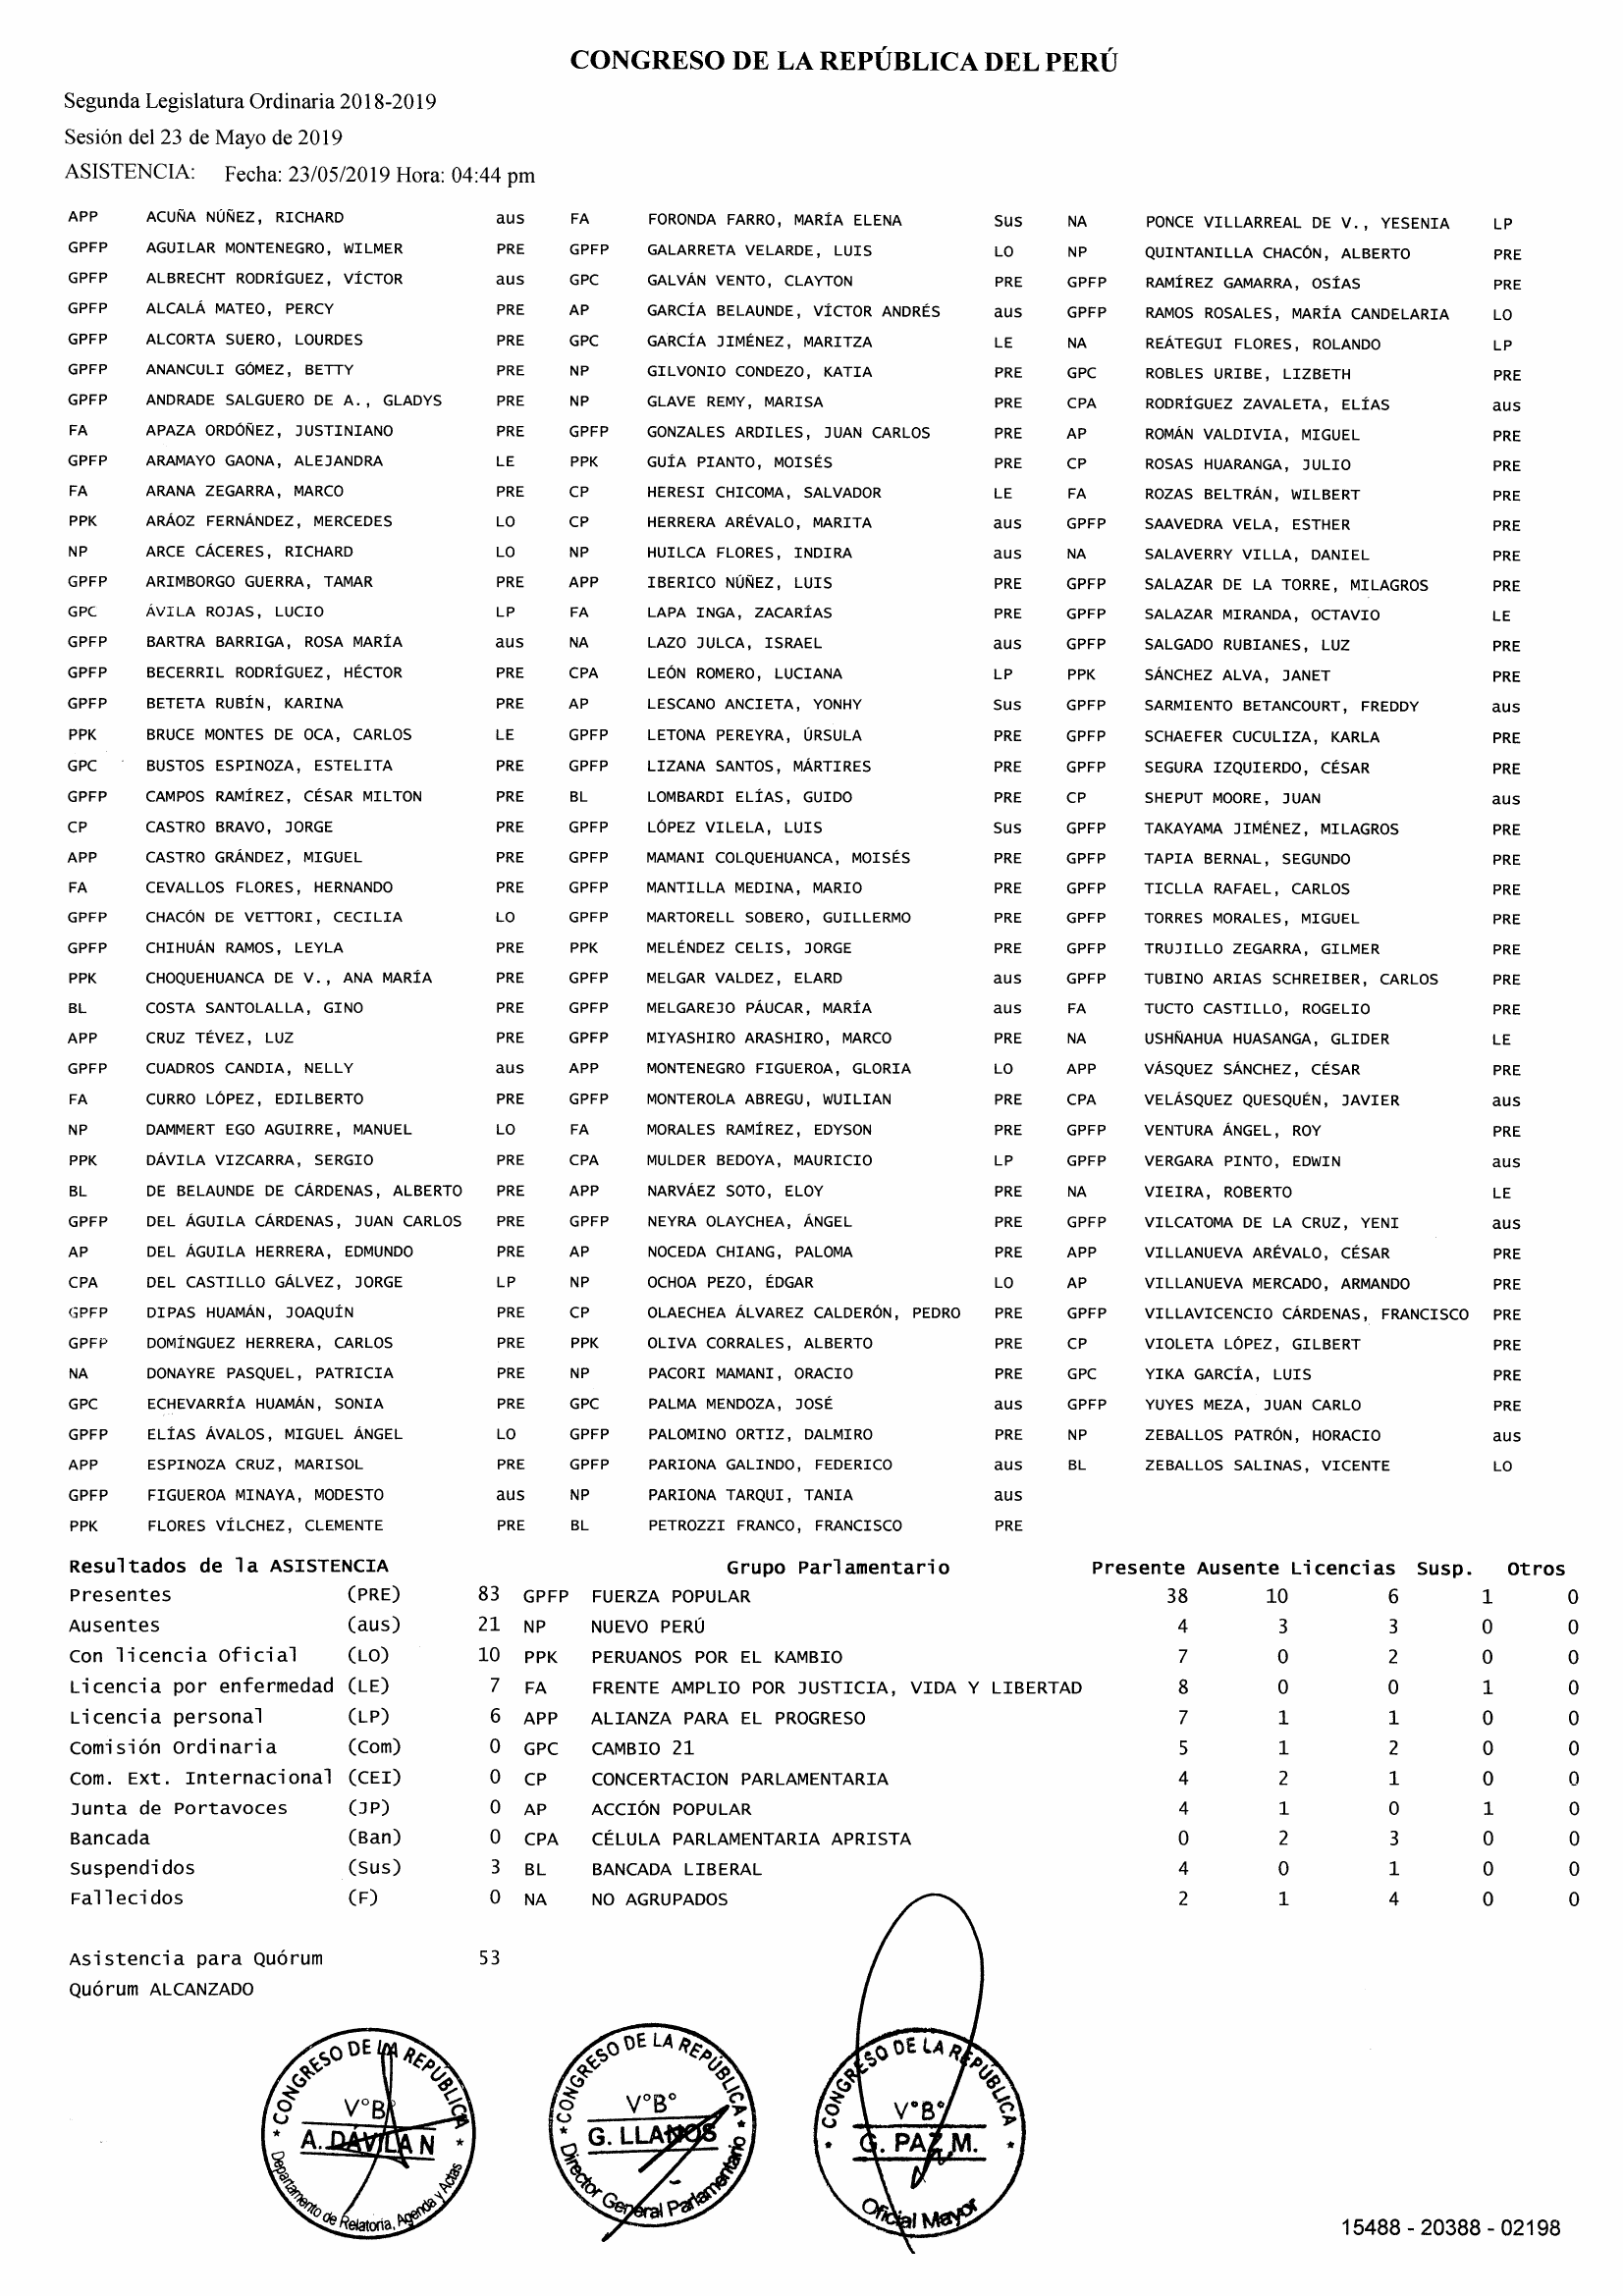 CONGRESO DE LA REPÚBLICA DEL PERÚ
Segunda Legislatura Ordinaria 2018-2019
Sesión del 23 de Mayo de 2019
ASISTENCIA: Fecha: 23/05/2019 Hora: 04:44 pm
APP ACUÑA NÚÑEZ, RICHARD aus FA FORONDA FARRO, MARÍA ELENA Sus NA PONCE VILLARREAL DE V., YESENIA LP
GPFP AGUILAR MONTENEGRO, WILMER PRE GPFP GALARRETA VELARDE, LUIS LO NP QUINTANILLA CHACÓN, ALBERTO PRE
GPFP ALBRECHT RODRÍGUEZ, VÍCTOR aus GPC GALVÁN VENTO, CLAYTON PRE GPFP RAMÍREZ GAMARRA, OSÍAS PRE
GPFP ALCALÁ MATEO, PERCY PRE AP GARCÍA BELAUNDE, VÍCTOR ANDRÉS aus GPFP RAMOS ROSALES, MARÍA CANDELARIA LO
GPFP ALCORTA SUERO, LOURDES PRE GPC GARCÍA JIMÉNEZ, MARITZA LE NA REÁTEGUI FLORES, ROLANDO LP
GPFP ANANCULI GÓMEZ, BETTY PRE NP GILVONIO CONDEZO, KATIA PRE GPC ROBLES URIBE, LIZBETH PRE
GPFP ANDRADE SALGUERO DE A., GLADYS PRE NP GLAVE REMY, MARISA PRE CPA RODRÍGUEZ ZAVALETA, ELÍAS aus
FA APAZA ORDÓÑEZ, JUSTINIANO PRE GPFP GONZALES ARDILES, JUAN CARLOS PRE AP ROMÁN VALDIVIA, MIGUEL PRE
GPFP ARAMAYO GAONA, ALEJANDRA LE PPK GUÍA PIANTO, MOISÉS PRE CP ROSAS HUARANGA, JULIO PRE
FA ARANA ZEGARRA, MARCO PRE CP HERESI CHICOMA, SALVADOR LE FA ROZAS BELTRÁN, WILBERT PRE
PPK ARÁOZ FERNÁNDEZ, MERCEDES LO CP HERRERA ARÉVALO, MARITA aus GPFP SAAVEDRA VELA, ESTHER PRE
NP ARCE CÁCERES, RICHARD LO NP HUILCA FLORES, INDIRA aus NA SALAVERRY VILLA, DANIEL PRE
GPFP ARIMBORGO GUERRA, TAMAR PRE APP IBERICO NÚÑEZ, LUIS PRE GPFP SALAZAR DE LA TORRE, MILAGROS PRE
GPC ÁVILA ROJAS, LUCIO LP FA LAPA INGA, ZACARÍAS PRE GPFP SALAZAR MIRANDA, OCTAVIO LE
GPFP BARTRA BARRIGA, ROSA MARÍA aus NA LAZO JULCA, ISRAEL aus GPFP SALGADO RUBIANES, LUZ PRE
GPFP BECERRIL RODRÍGUEZ, HÉCTOR PRE CPA LEÓN ROMERO, LUCIANA LP PPK SÁNCHEZ ALVA, JANET PRE
GPFP BETETA RUBÍN, KARINA PRE AP LESCANO ANCIETA, YONHY Sus GPFP SARMIENTO BETANCOURT, FREDDY aus
PPK BRUCE MONTES DE OCA, CARLOS LE GPFP LETONA PEREYRA, ÚRSULA PRE GPFP SCHAEFER CUCULIZA, KARLA PRE
GPC BUSTOS ESPINOZA, ESTELITA PRE GPFP LIZANA SANTOS, MÁRTIRES PRE GPFP SEGURA IZQUIERDO, CÉSAR PRE
GPFP CAMPOS RAMÍREZ, CÉSAR MILTON PRE BL LOMBARDI ELÍAS, GUIDO PRE CP SHEPUT MOORE, JUAN aus
CP CASTRO BRAVO, JORGE PRE GPFP LÓPEZ VILELA, LUIS Sus GPFP TAKAYAMA JIMÉNEZ, MILAGROS PRE
APP CASTRO GRÁNDEZ, MIGUEL PRE GPFP MAMANI COLQUEHUANCA, MOISÉS PRE GPFP TAPIA BERNAL, SEGUNDO PRE
FA CEVALLOS FLORES, HERNANDO PRE GPFP MANTILLA MEDINA, MARIO PRE GPFP TICLLA RAFAEL, CARLOS PRE
GPFP CHACÓN DE VETTORI, CECILIA LO GPFP MARTORELL SOBERO, GUILLERMO PRE GPFP TORRES MORALES, MIGUEL PRE
GPFP CHIHUÁN RAMOS, LEYLA PRE PPK MELÉNDEZ CELIS, JORGE PRE GPFP TRUJILLO ZEGARRA, GILMER PRE
PPK CHOQUEHUANCA DE V., ANA MARÍA PRE GPFP MELGAR VALDEZ, ELARD aus GPFP TUBINO ARIAS SCHREIBER, CARLOS PRE
BL COSTA SANTOLALLA, GINO PRE GPFP MELGAREJO PÁUCAR, MARÍA aus FA TUCTO CASTILLO, ROGELIO PRE
APP CRUZ TÉVEZ, LUZ PRE GPFP MIYASHIRO ARASHIRO, MARCO PRE NA USHÑAHUA HUASANGA, GLIDER LE
GPFP CUADROS CANDIA, NELLY aus APP MONTENEGRO FIGUEROA, GLORIA LO APP VÁSQUEZ SÁNCHEZ, CÉSAR PRE
FA CURRO LÓPEZ, EDILBERTO PRE GPFP MONTEROLA ABREGU, WUILIAN PRE CPA VELÁSQUEZ QUESQUÉN, JAVIER aus
NP DAMMERT EGO AGUIRRE, MANUEL LO FA MORALES RAMÍREZ, EDYSON PRE GPFP VENTURA ÁNGEL, ROY PRE
PPK DÁVILA VIZCARRA, SERGIO PRE CPA MULDER BEDOYA, MAURICIO LP GPFP VERGARA PINTO, EDWIN aus
BL DE BELAUNDE DE CÁRDENAS, ALBERTO PRE APP NARVÁEZ SOTO, ELOY PRE NA VIEIRA, ROBERTO LE
GPFP DEL ÁGUILA CÁRDENAS, JUAN CARLOS PRE GPFP NEYRA OLAYCHEA, ÁNGEL PRE GPFP VILCATOMA DE LA CRUZ, YENI aus
AP DEL ÁGUILA HERRERA, EDMUNDO PRE AP NOCEDA CHIANG, PALOMA PRE APP VILLANUEVA ARÉVALO, CÉSAR PRE
CPA DEL CASTILLO GÁLVEZ, JORGE LP NP OCHOA PEZO, ÉDGAR LO AP VILLANUEVA MERCADO, ARMANDO PRE
GPFP DIPAS HUAMÁN, JOAQUÍN PRE CP OLAECHEA ÁLVAREZ CALDERÓN, PEDRO PRE GPFP VILLAVICENCIO CÁRDENAS, FRANCISCO PRE
GPFP DOMÍNGUEZ HERRERA, CARLOS PRE PPK OLIVA CORRALES, ALBERTO PRE CP VIOLETA LÓPEZ, GILBERT PRE
NA DONAYRE PASQUEL, PATRICIA PRE NP PACORI MAMANI, ORACIO PRE GPC YIKA GARCÍA, LUIS PRE
GPC ECHEVARRÍA HUAMÁN, SONIA PRE GPC PALMA MENDOZA, JOSÉ aus GPFP YUYES MEZA, JUAN CARLO PRE
GPFP ELÍAS ÁVALOS, MIGUEL ÁNGEL LO GPFP PALOMINO ORTIZ, DALMIRO PRE NP ZEBALLOS PATRÓN, HORACIO aus
APP ESPINOZA CRUZ, MARISOL PRE GPFP PARIONA GALINDO, FEDERICO aus BL ZEBALLOS SALINAS, VICENTE LO
GPFP FIGUEROA MINAYA, MODESTO aus NP PARIONA TARQUI, TANIA aus
PPK FLORES VÍLCHEZ, CLEMENTE PRE BL PETROZZI FRANCO, FRANCISCO PRE
Resultados de la ASISTENCIA Grupo Parlamentario Presente Ausente Licencias Susp. Otros
Presentes (PRE) 83 GPFP FUERZA POPULAR 38 10 6 1 0
Ausentes (aus) 21 NP NUEVO PERÚ 4 3 3 0 0
Con licencia Oficial (LO) 10 PPK PERUANOS POR EL KAMBIO 7 0 2 0 0
Licencia por enfermedad (LE) 7 FA FRENTE AMPLIO POR JUSTICIA, VIDA Y LIBERTAD 8 0 0 1 0
Licencia personal (LP) 6 APP ALIANZA PARA EL PROGRESO 7 1 1 0 0
Comisión Ordinaria (Com) 0 GPC CAMBIO 21 5 1 2 0 0
Com. Ext. Internacional (CEI) 0 CP CONCERTACION PARLAMENTARIA 4 2 1 0 0
Junta de Portavoces (JP) 0 AP ACCIÓN POPULAR 4 1 0 1 0
Bancada (Ban) 0 CPA CÉLULA PARLAMENTARIA APRISTA 0 2 3 0 0
Suspendidos (Sus) 3 BL BANCADA LIBERAL 4 0 1 0 0
Fallecidos (F) 0 NA NO AGRUPADOS 2 1 4 0 0
Asistencia para Quórum 53
Quórum ALCANZADO
* CONGRESO DE LA REPÚBLICA *
V°B°
A. DÁVILA N
Departamento de Relatoria, Agenda y Actas
* CONGRESO DE LA REPÚBLICA *
V°B°
G. LLANOS
Director General Parlamentario
* CONGRESO DE LA REPÚBLICA *
V°B°
G. PAZ M.
Oficial Mayor
15488 - 20388 - 02198